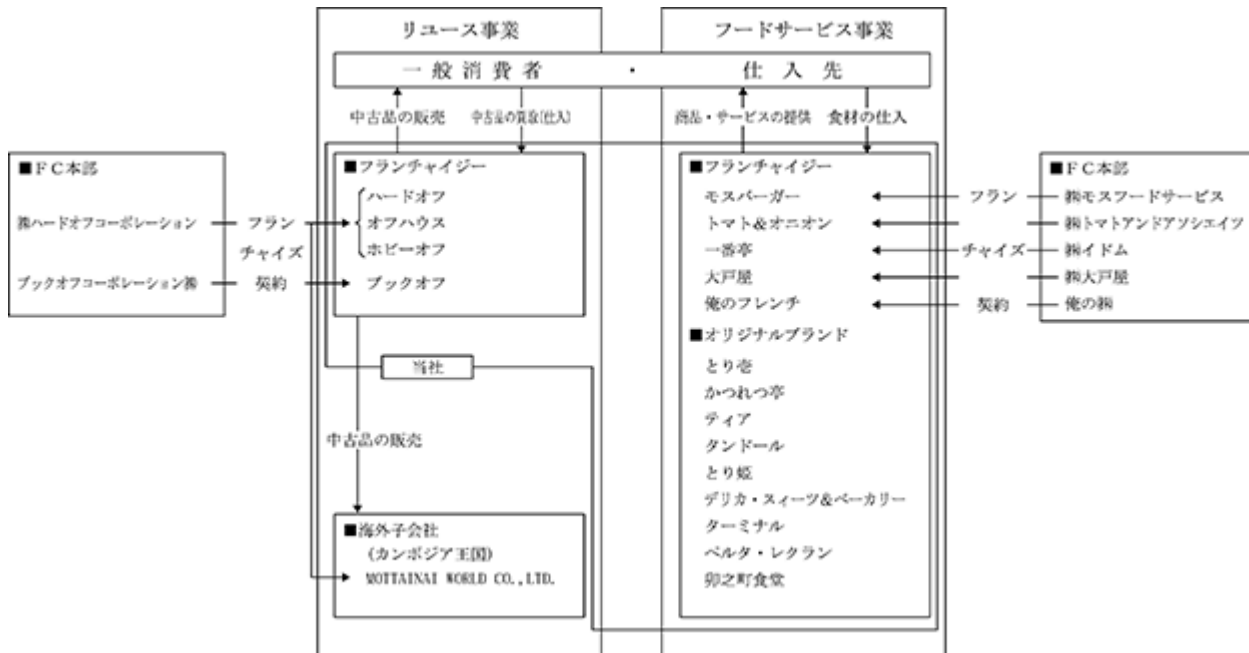 リユース事業
フードサービス事業
一般消費者 ・ 仕入先
中古品の販売
中古品の買取(仕入)
商品・サービスの提供
食材の仕入
■ＦＣ本部
㈱ハードオフコーポレーション
ブックオフコーポレーション㈱
フラン
チャイズ
契約
■フランチャイジー
ハードオフ
オフハウス
ホビーオフ
ブックオフ
当社
中古品の販売
■海外子会社
(カンボジア王国)
MOTTAINAI WORLD CO.,LTD.
■フランチャイジー
モスバーガー
トマト&オニオン
一番亭
大戸屋
俺のフレンチ
■オリジナルブランド
とり壱
かつれつ亭
ティア
タンドール
とり姫
デリカ・スィーツ&ベーカリー
ターミナル
ベルタ・レクラン
卯之町食堂
フラン
チャイズ
契約
■ＦＣ本部
㈱モスフードサービス
㈱トマトアンドアソシエイツ
㈱イドム
㈱大戸屋
俺の㈱